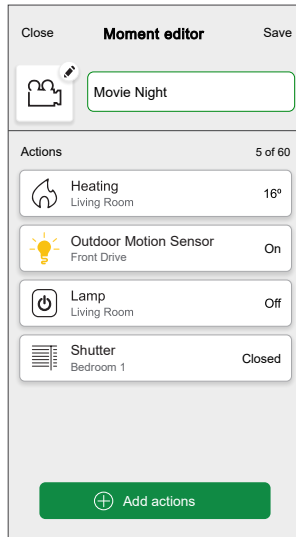 Close Moment editor Save
Movie Night
Actions 5 of 60
Heating
Living Room
16º
Outdoor Motion Sensor
Front Drive
On
Lamp
Living Room
Off
Shutter
Bedroom 1
Closed
Add actions